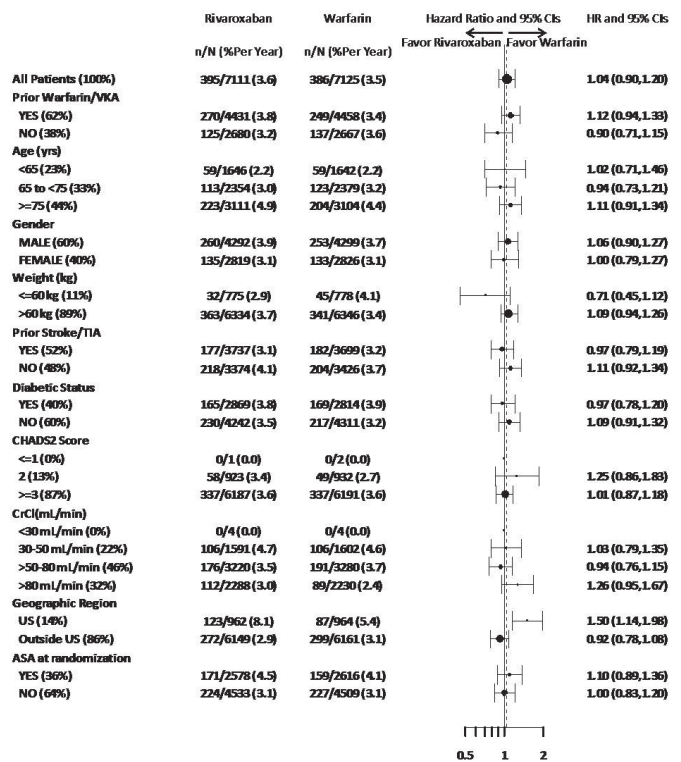 Rivaroxaban Warfarin Hazard Ratio and 95% CIs HR and 95% CIs
n/N (%Per Year) n/N (%Per Year) Favor Rivaroxaban Favor Warfarin
All Patients (100%) 395/7111 (3.6) 386/7125 (3.5) 1.04 (0.90,1.20)
Prior Warfarin/VKA
YES (62%) 270/4431 (3.8) 249/4458 (3.4) 1.12 (0.94,1.33)
NO (38%) 125/2680 (3.2) 137/2667 (3.6) 0.90 (0.71,1.15)
Age (yrs)
<65 (23%) 59/1646 (2.2) 59/1642 (2.2) 1.02 (0.71,1.46)
65 to <75 (33%) 113/2354 (3.0) 123/2379 (3.2) 0.94 (0.73,1.21)
>=75 (44%) 223/3111 (4.9) 204/3104 (4.4) 1.11 (0.91,1.34)
Gender
MALE (60%) 260/4292 (3.9) 253/4299 (3.7) 1.06 (0.90,1.27)
FEMALE (40%) 135/2819 (3.1) 133/2826 (3.1) 1.00 (0.79,1.27)
Weight (kg)
<=60 kg (11%) 32/775 (2.9) 45/778 (4.1) 0.71 (0.45,1.12)
>60 kg (89%) 363/6334 (3.7) 341/6346 (3.4) 1.09 (0.94,1.26)
Prior Stroke/TIA
YES (52%) 177/3737 (3.1) 182/3699 (3.2) 0.97 (0.79,1.19)
NO (48%) 218/3374 (4.1) 204/3426 (3.7) 1.11 (0.92,1.34)
Diabetic Status
YES (40%) 165/2869 (3.8) 169/2814 (3.9) 0.97 (0.78,1.20)
NO (60%) 230/4242 (3.5) 217/4311 (3.2) 1.09 (0.91,1.32)
CHADS2 Score
<=1 (0%) 0/1 (0.0) 0/2 (0.0)
2 (13%) 58/923 (3.4) 49/932 (2.7) 1.25 (0.86,1.83)
>=3 (87%) 337/6187 (3.6) 337/6191 (3.6) 1.01 (0.87,1.18)
CrCl(mL/min)
<30 mL/min (0%) 0/4 (0.0) 0/4 (0.0)
30-50 mL/min (22%) 106/1591 (4.7) 106/1602 (4.6) 1.03 (0.79,1.35)
>50-80 mL/min (46%) 176/3220 (3.5) 191/3280 (3.7) 0.94 (0.76,1.15)
>80 mL/min (32%) 112/2288 (3.0) 89/2230 (2.4) 1.26 (0.95,1.67)
Geographic Region
US (14%) 123/962 (8.1) 87/964 (5.4) 1.50 (1.14,1.98)
Outside US (86%) 272/6149 (2.9) 299/6161 (3.1) 0.92 (0.78,1.08)
ASA at randomization
YES (36%) 171/2578 (4.5) 159/2616 (4.1) 1.10 (0.89,1.36)
NO (64%) 224/4533 (3.1) 227/4509 (3.1) 1.00 (0.83,1.20)
0.5 1 2